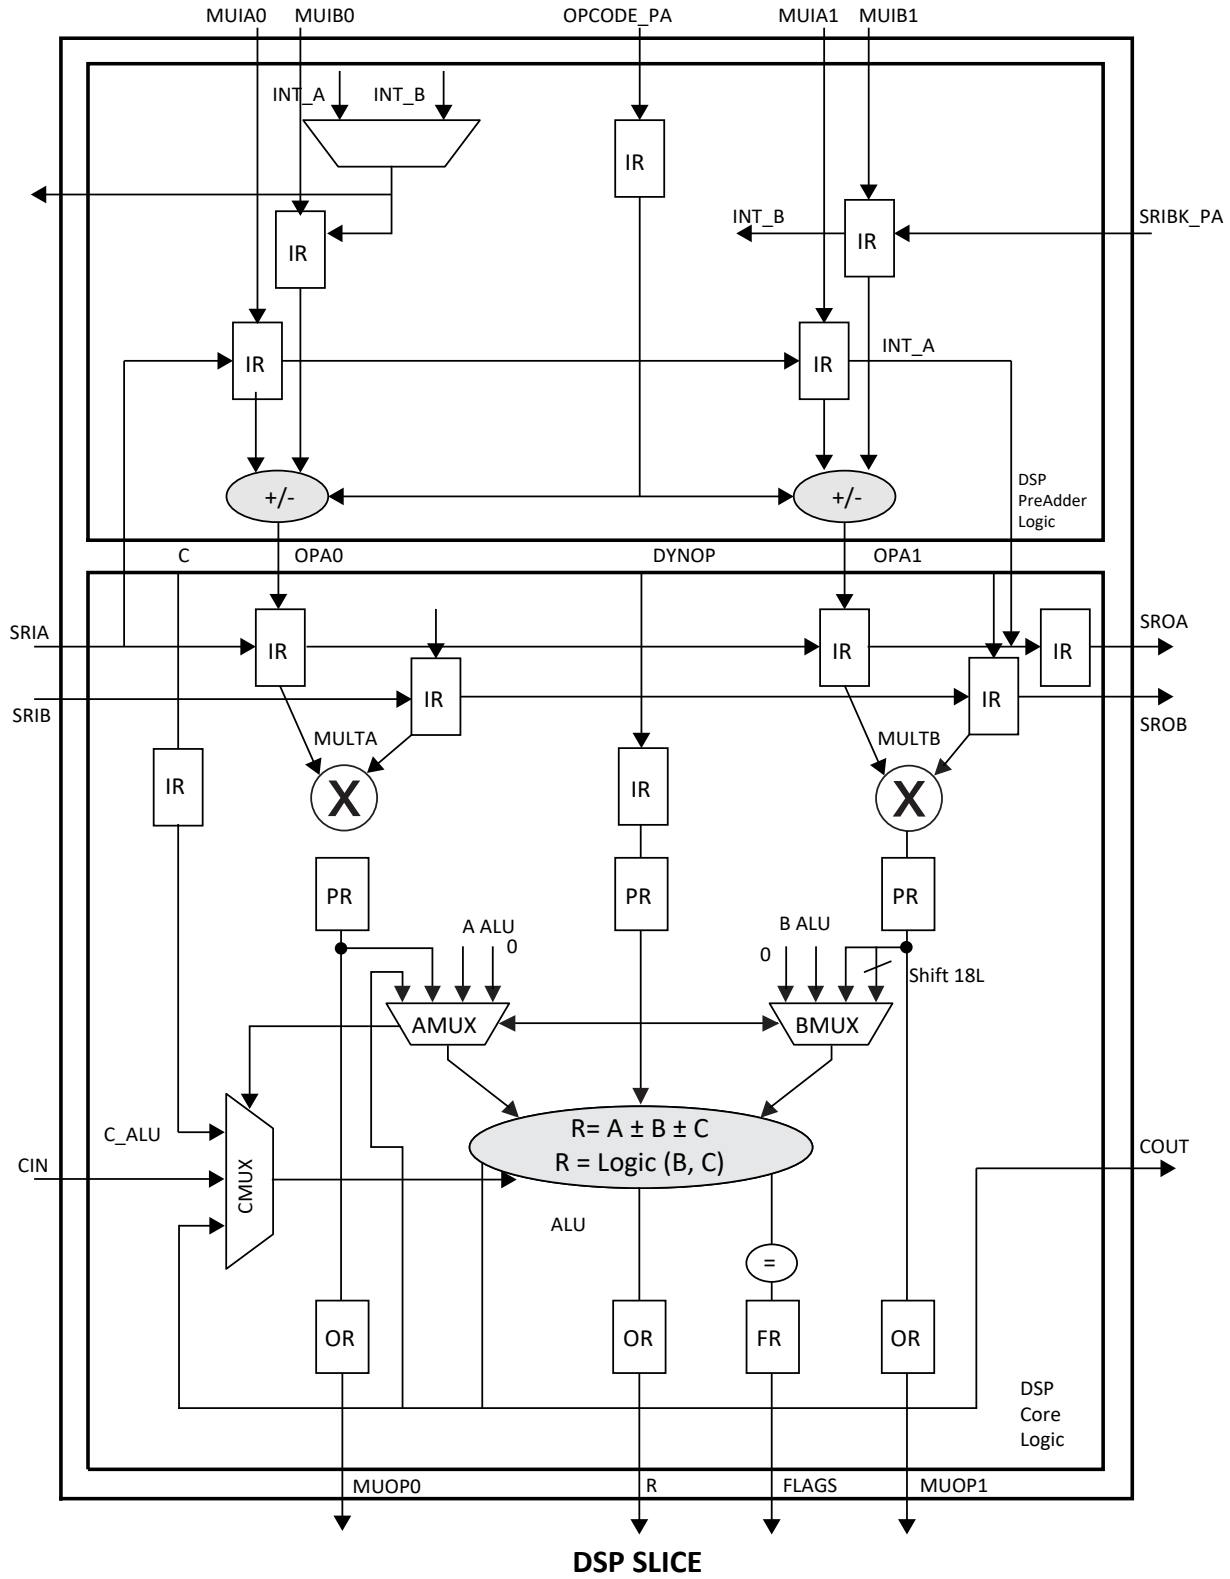 MUIA0
MUIB0
OPCODE_PA
MUIA1
MUIB1
INT_A
INT_B
IR
IR
INT_B
IR
SRIBK_PA
IR
IR
INT_A
+/-
+/-
DSP
PreAdder
Logic
C
OPA0
DYNOP
OPA1
SRIA
IR
IR
IR
SROA
SRIB
IR
IR
SROB
MULTA
MULTB
IR
X
IR
X
PR
PR
PR
A ALU
0
B ALU
0
Shift 18L
AMUX
BMUX
R= A ± B ± C
R = Logic (B, C)
C_ALU
CIN
CMUX
COUT
ALU
=
OR
OR
FR
OR
DSP
Core
Logic
MUOP0
R
FLAGS
MUOP1
DSP SLICE